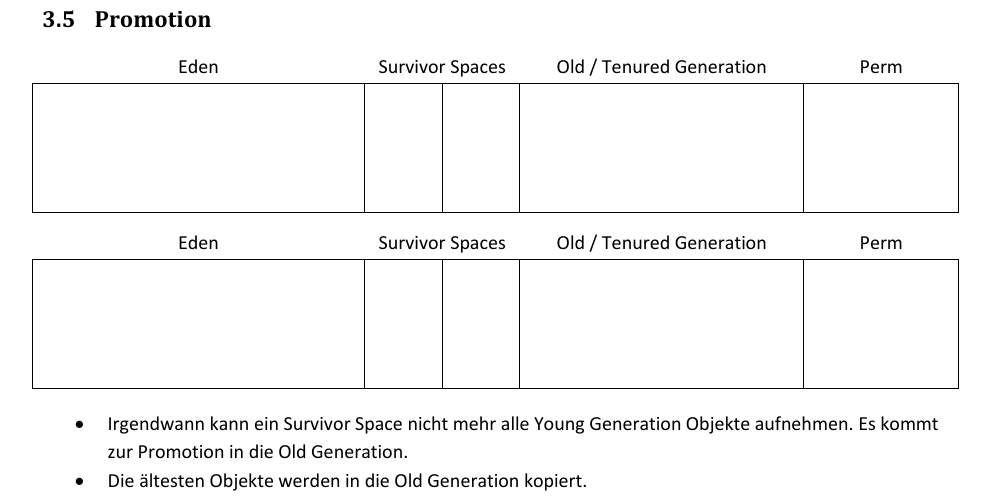 3.5 Promotion
Eden Survivor Spaces Old / Tenured Generation Perm
Eden Survivor Spaces Old / Tenured Generation Perm
• Irgendwann kann ein Survivor Space nicht mehr alle Young Generation Objekte aufnehmen. Es kommt
zur Promotion in die Old Generation.
• Die ältesten Objekte werden in die Old Generation kopiert.